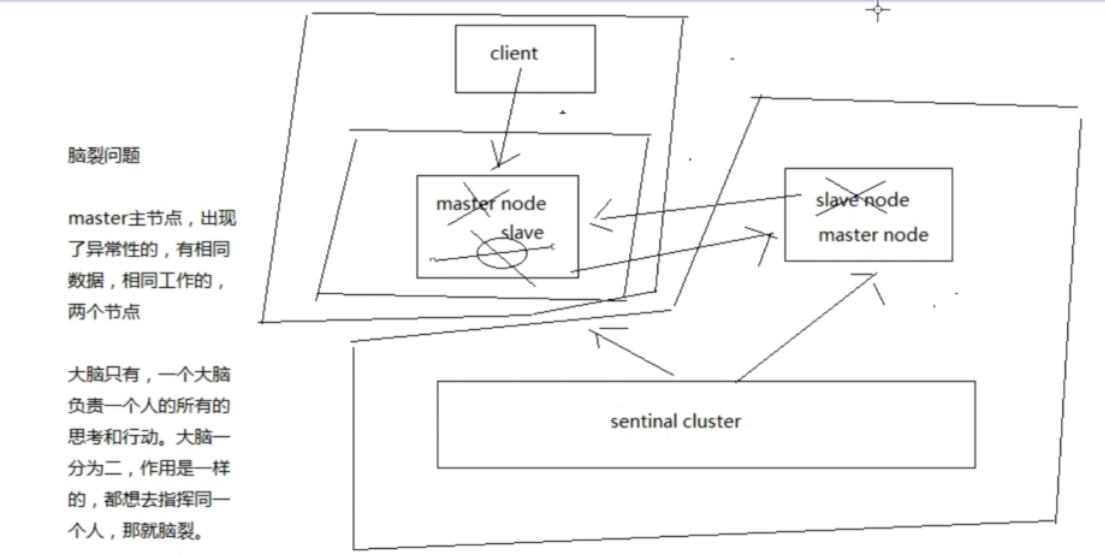 client
脑裂问题
master node
slave
slave node
master node
master主节点，出现
了异常性的，有相同
数据，相同工作的，
两个节点
大脑只有，一个大脑
负责一个人的所有的
思考和行动。大脑一
分为二，作用是一样
的，都想去指挥同一
个人，那就脑裂。
sentinal cluster